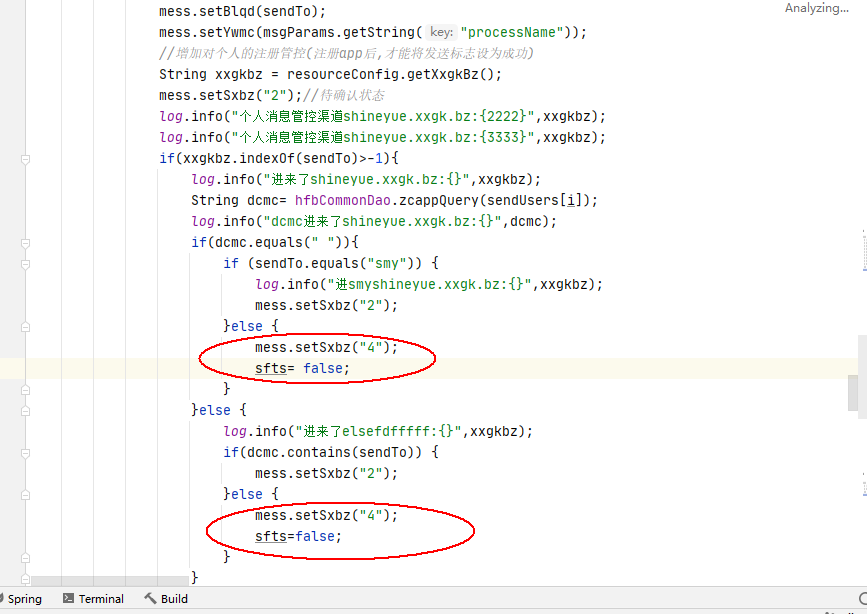 Analyzing...
mess.setBlqd(sendTo);
mess.setYwmc(msgParams.getString( key: "processName"));
//增加对个人的注册管控(注册app后,才能将发送标志设为成功)
String xxgkbz = resourceConfig.getXxgkBz();
mess.setSxbz("2");//待确认状态
log.info("个人消息管控渠道shineyue.xxgk.bz:{2222}",xxgkbz);
log.info("个人消息管控渠道shineyue.xxgk.bz:{3333}",xxgkbz);
if(xxgkbz.indexOf(sendTo)>-1){
log.info("进来了shineyue.xxgk.bz:{}",xxgkbz);
String dcmc= hfbCommonDao.zcappQuery(sendUsers[i]);
log.info("dcmc进来了shineyue.xxgk.bz:{}",dcmc);
if(dcmc.equals(" ")){
if (sendTo.equals("smy")) {
log.info("进smyshineyue.xxgk.bz:{}",xxgkbz);
mess.setSxbz("2");
}else {
mess.setSxbz("4");
sfts= false;
}
}else {
log.info("进来了elsefdfffff:{}",xxgkbz);
if(dcmc.contains(sendTo)) {
mess.setSxbz("2");
}else {
mess.setSxbz("4");
sfts=false;
}
}
Spring Terminal Build